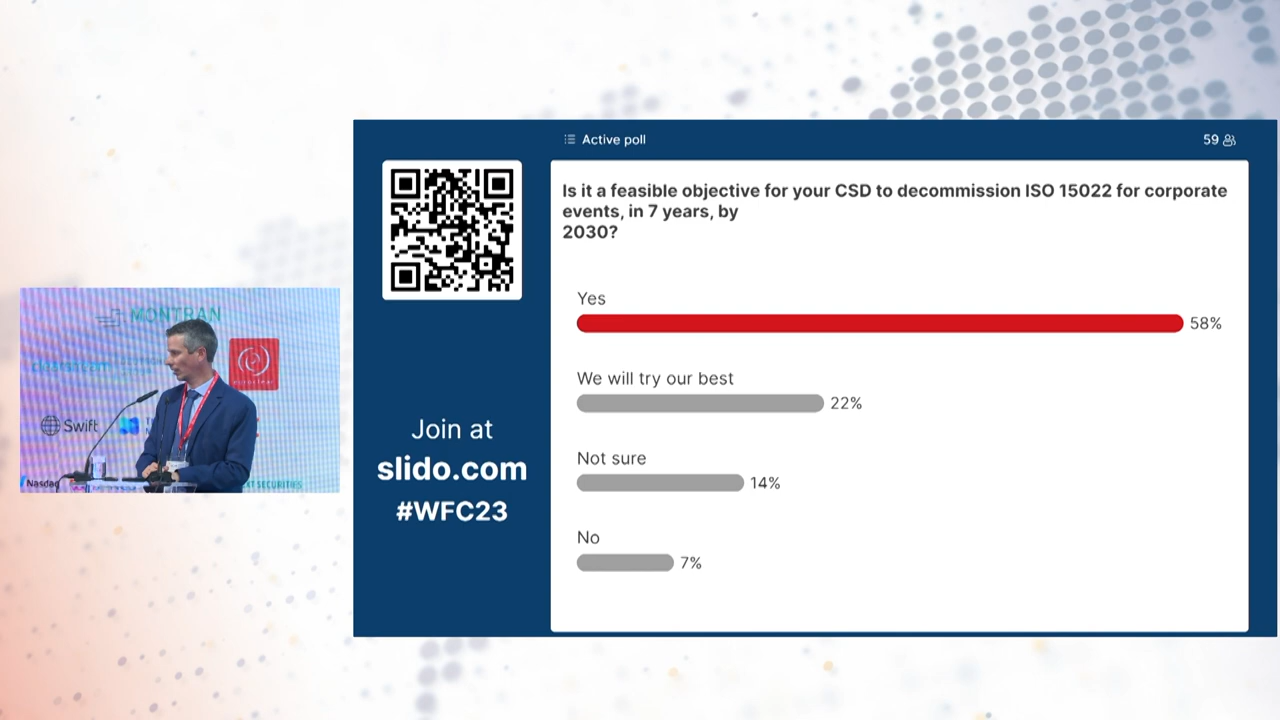 Active poll
59
Is it a feasible objective for your CSD to decommission ISO 15022 for corporate
events, in 7 years, by
2030?
Yes
58%
We will try our best
22%
Not sure
14%
No
7%
Join at
slido.com
#WFC23
MONTRAN
clearstream
euroclear
Swift
Nasdaq